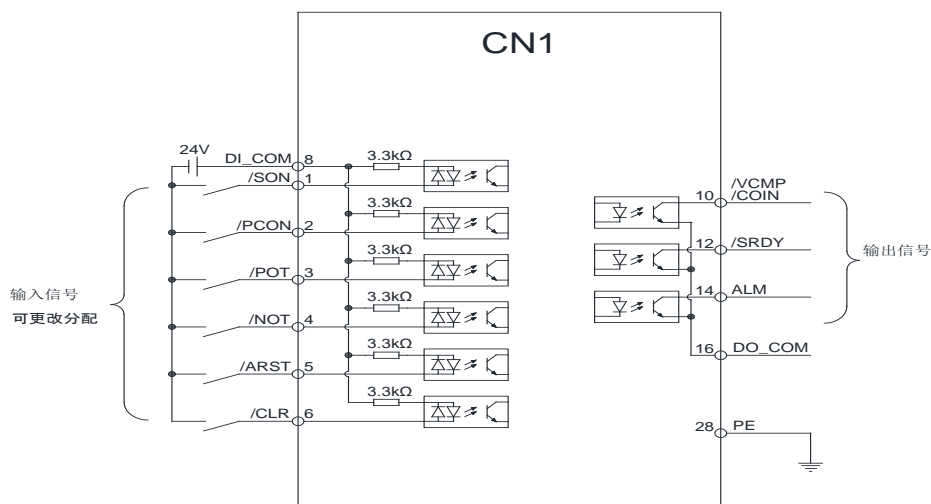 CN1
24V
DI_COM 8 3.3kΩ
/SON 1
3.3kΩ
/PCON 2
3.3kΩ
/POT 3
3.3kΩ
/NOT 4
3.3kΩ
/ARST 5
3.3kΩ
/CLR 6
输入信号
可更改分配
/VCMP
10 /COIN
12 /SRDY
14 ALM
16 DO_COM
28 PE
输出信号